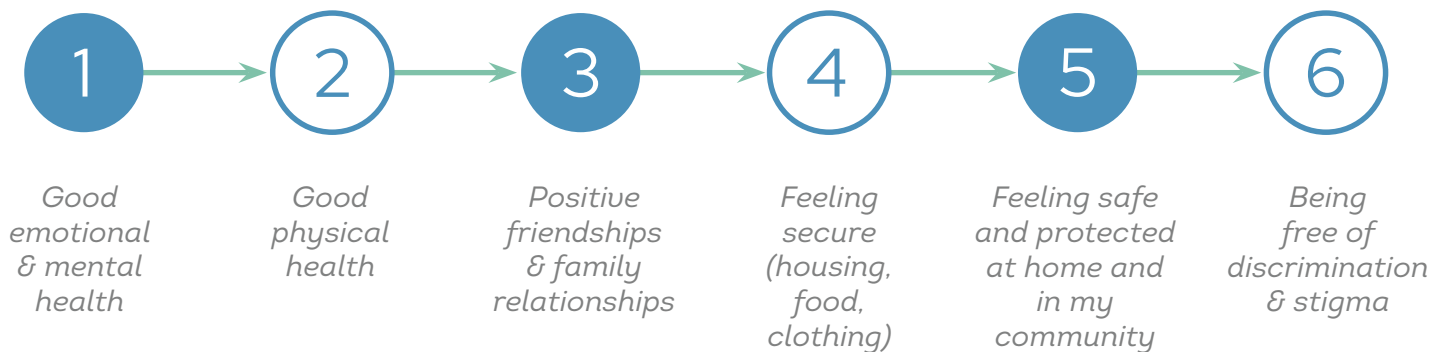 1
2
3
4
5
6
Good
emotional
& mental
health
Good
physical
health
Positive
friendships
& family
relationships
Feeling
secure
(housing,
food,
clothing)
Feeling safe
and protected
at home and
in my
community
Being
free of
discrimination
& stigma